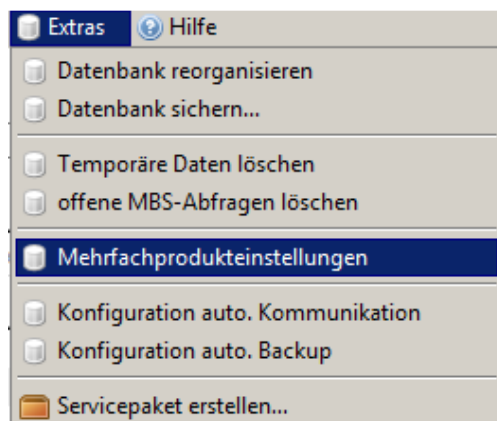 Extras Hilfe
Datenbank reorganisieren
Datenbank sichern...
Temporäre Daten löschen
offene MBS-Abfragen löschen
Mehrfachprodukteinstellungen
Konfiguration auto. Kommunikation
Konfiguration auto. Backup
Servicepaket erstellen...